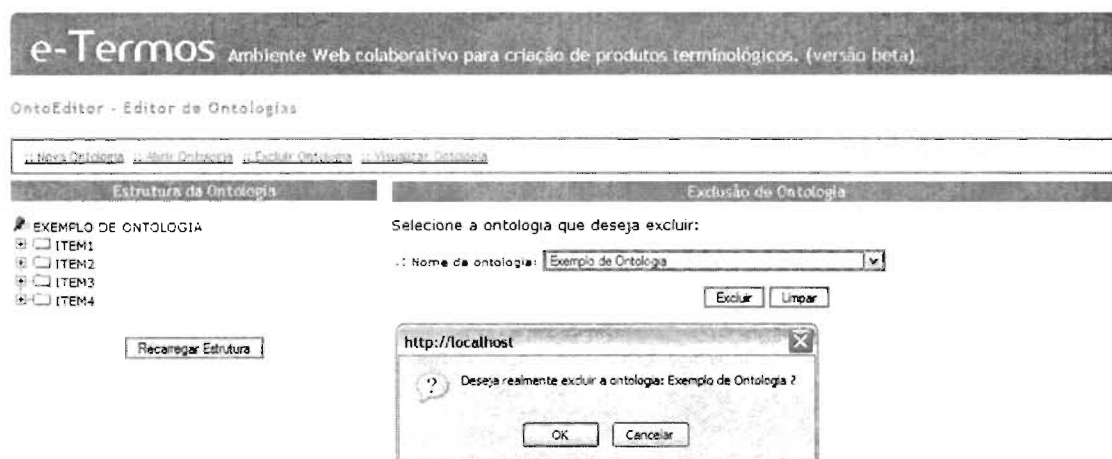 e-Termos Ambiente Web colaborativo para criação de produtos terminológicos. (versão beta)
OntoEditor - Editor de Ontologias
:: Nova Ontologia :: Abrir Ontologia :: Excluir Ontologia :: Visualizar Ontologia
Estrutura da Ontologia
EXEMPLO DE ONTOLOGIA
ITEM1
ITEM2
ITEM3
ITEM4
Recarregar Estrutura
Exclusão de Ontologia
Selecione a ontologia que deseja excluir:
.: Nome da ontologia: Exemplo de Ontologia
Excluir Limpar
http://localhost
Deseja realmente excluir a ontologia: Exemplo de Ontologia ?
OK Cancelar